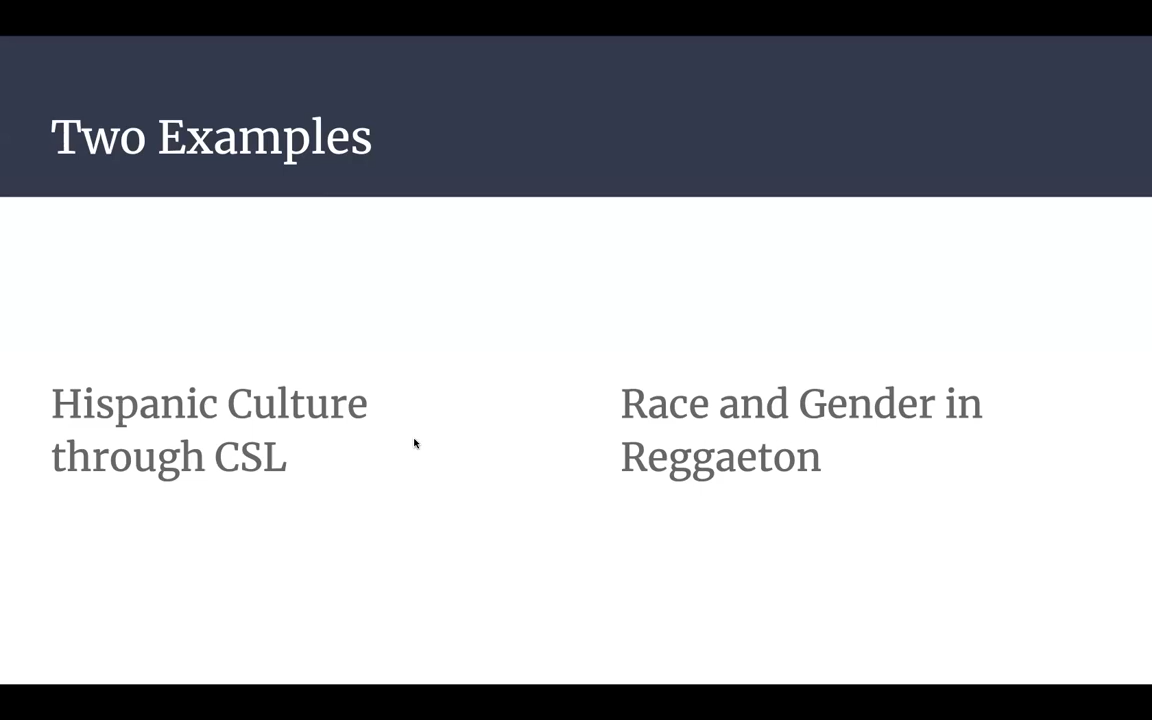 Two Examples
Hispanic Culture
through CSL
Race and Gender in
Reggaeton